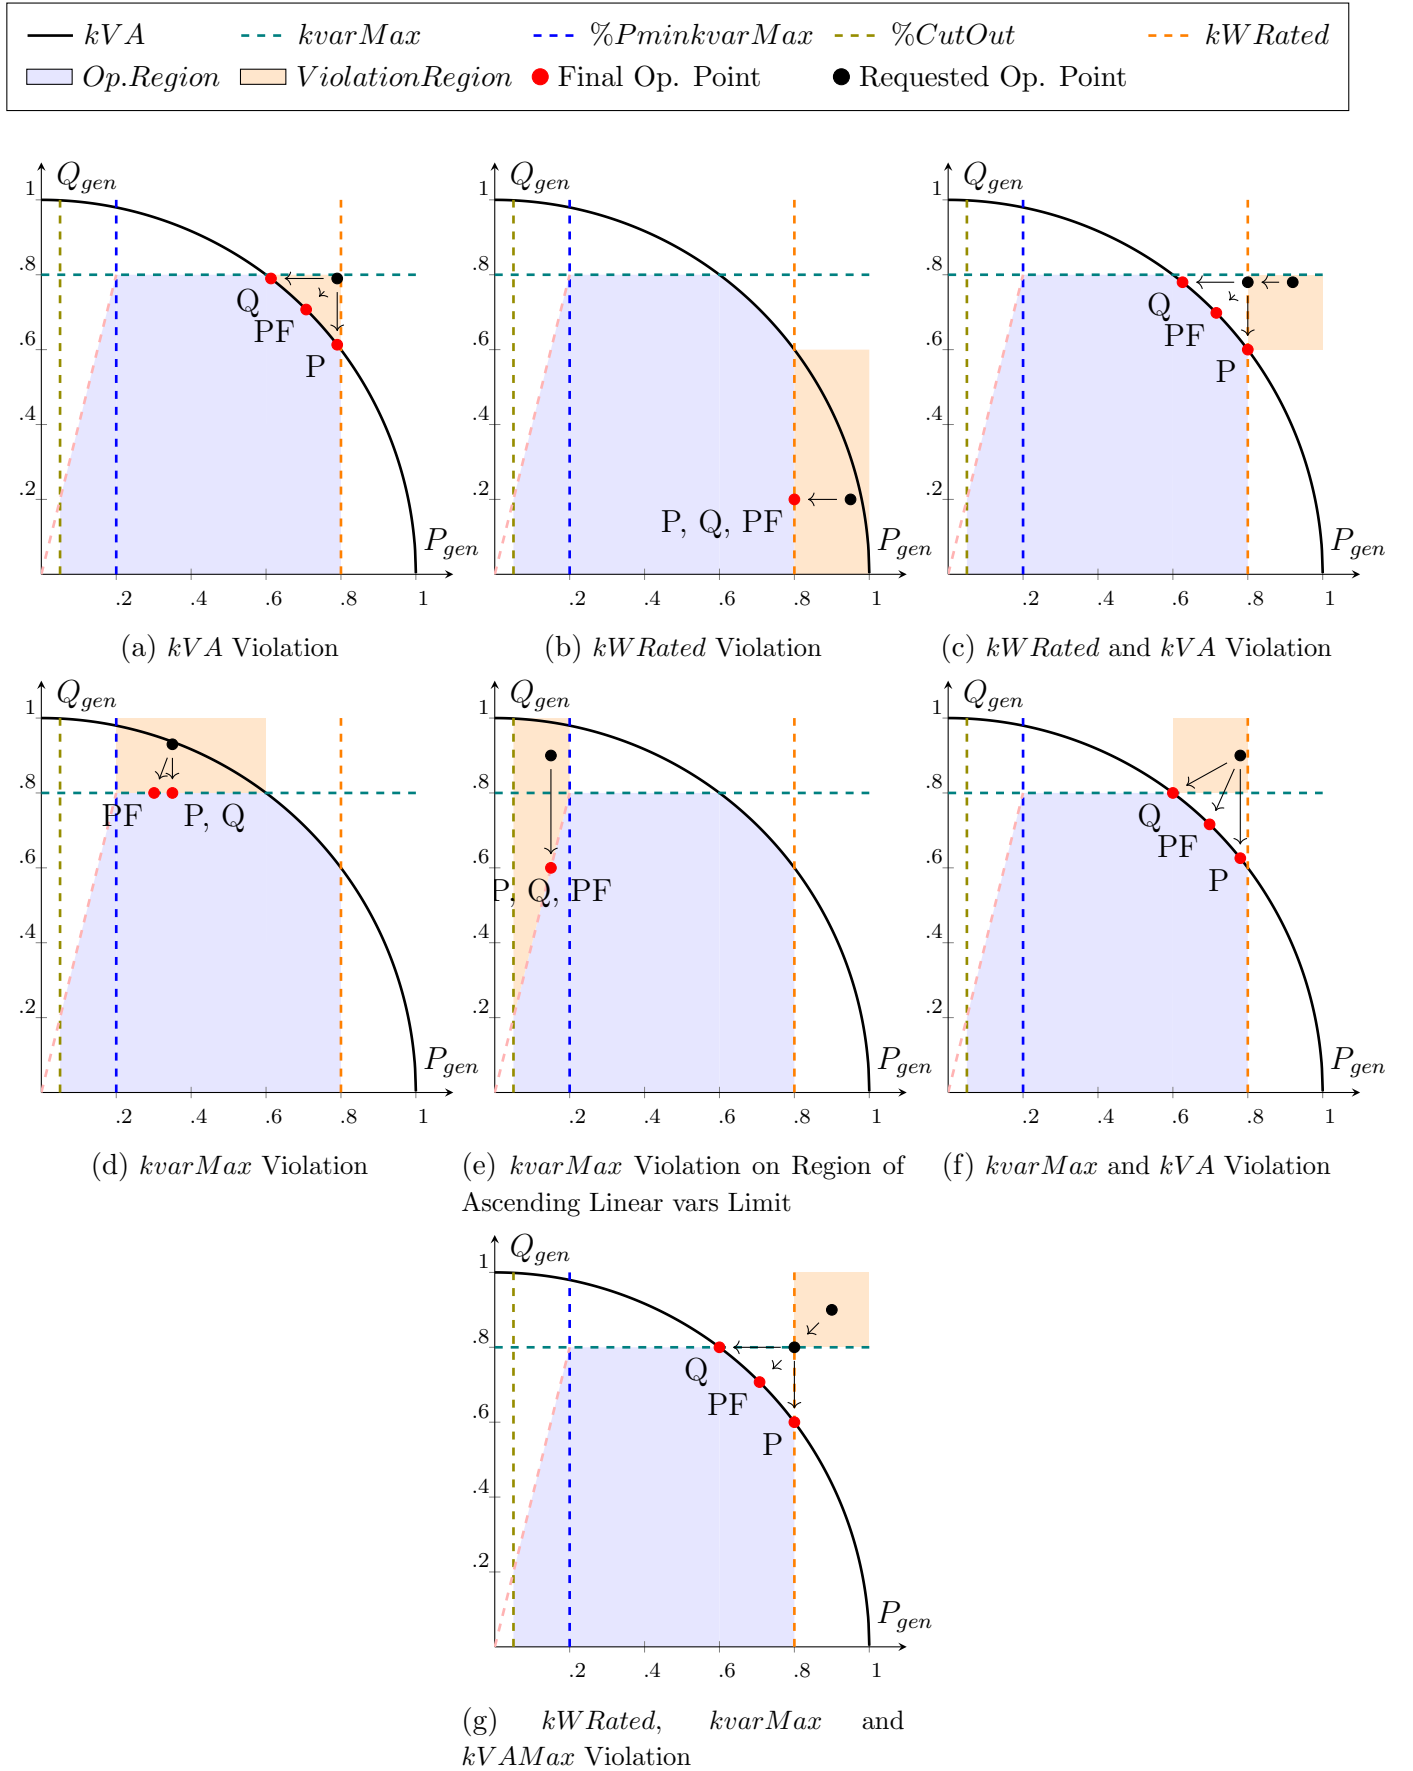 kVA kvarMax %PminkvarMax %CutOut kWRated
Op.Region ViolationRegion Final Op. Point Requested Op. Point
Q_gen Q_gen Q_gen
1 1 1
.8 .8 .8
Q Q
PF PF
P P
.6 .6 .6
.4 .4 .4
.2 .2 .2
P, Q, PF
P_gen P_gen P_gen
.2 .4 .6 .8 1 .2 .4 .6 .8 1 .2 .4 .6 .8 1
(a) kVA Violation (b) kWRated Violation (c) kWRated and kVA Violation
Q_gen Q_gen Q_gen
1 1 1
.8 .8 .8
PF P, Q Q
PF
.6 .6 .6
P, Q, PF P
.4 .4 .4
.2 .2 .2
P_gen P_gen P_gen
.2 .4 .6 .8 1 .2 .4 .6 .8 1 .2 .4 .6 .8 1
(d) kvarMax Violation (e) kvarMax Violation on Region of (f) kvarMax and kVA Violation
Ascending Linear vars Limit
Q_gen
1
.8
Q
PF
.6
P
.4
.2
P_gen
.2 .4 .6 .8 1
(g) kWRated, kvarMax and
kVAMax Violation